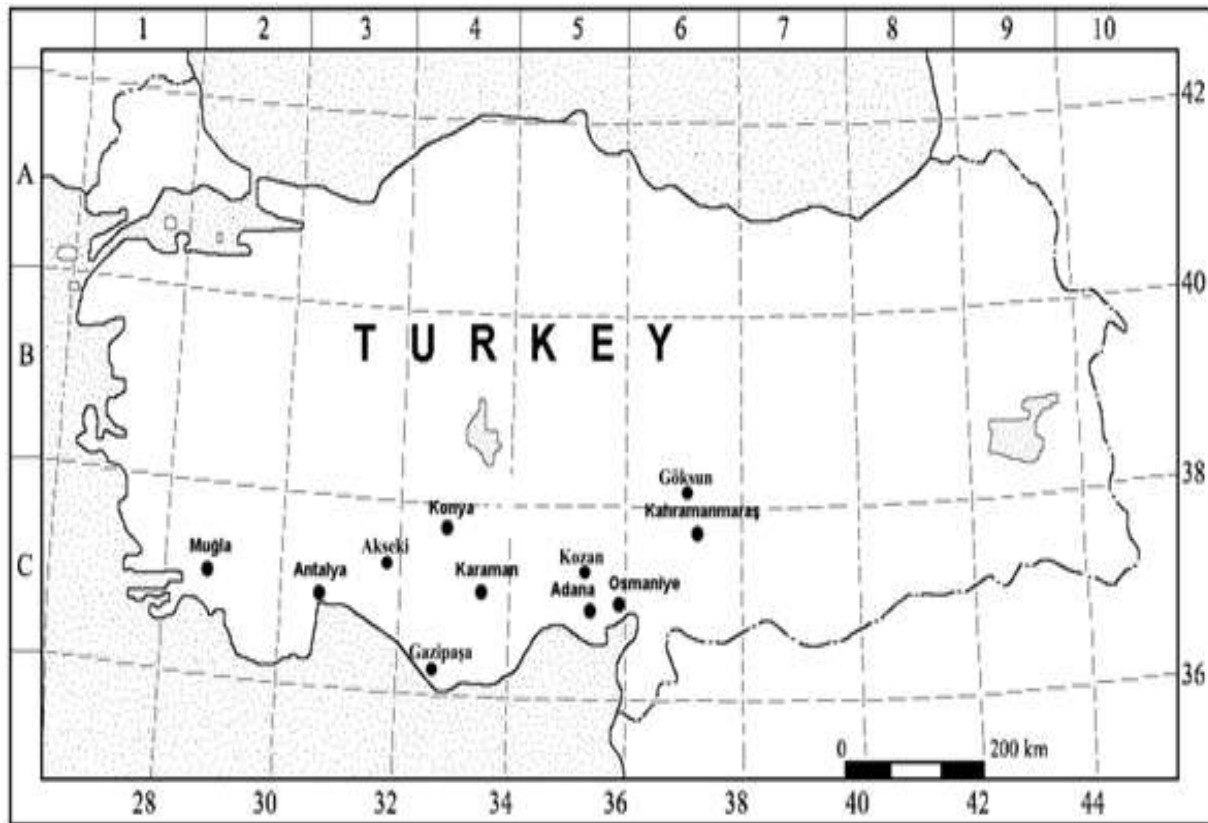 1 2 3 4 5 6 7 8 9 10
42
A
40
TURKEY
B
38
Göksun
Konya
Kahramanmaraş
Muğla
Akseki
Kozan
C
Antalya
Karaman
Adana
Osmaniye
Gazipaşa
36
0 200 km
28 30 32 34 36 38 40 42 44